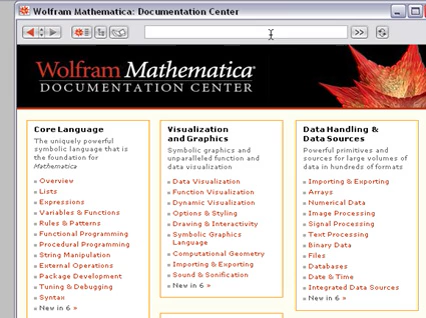 Wolfram Mathematica: Documentation Center
>>
Wolfram Mathematica
DOCUMENTATION CENTER
Core Language
The uniquely powerful
symbolic language that is
the foundation for
Mathematica
Overview
Lists
Expressions
Variables & Functions
Rules & Patterns
Functional Programming
Procedural Programming
String Manipulation
External Operations
Package Development
Tuning & Debugging
Syntax
New in 6 »
Visualization
and Graphics
Symbolic graphics and
unparalleled function and
data visualization
Data Visualization
Function Visualization
Dynamic Visualization
Options & Styling
Drawing & Interactivity
Symbolic Graphics
Language
Computational Geometry
Importing & Exporting
Sound & Sonification
New in 6 »
Data Handling &
Data Sources
Powerful primitives and
sources for large volumes of
data in hundreds of formats
Importing & Exporting
Arrays
Numerical Data
Image Processing
Signal Processing
Text Processing
Binary Data
Files
Databases
Date & Time
Integrated Data Sources
New in 6 »